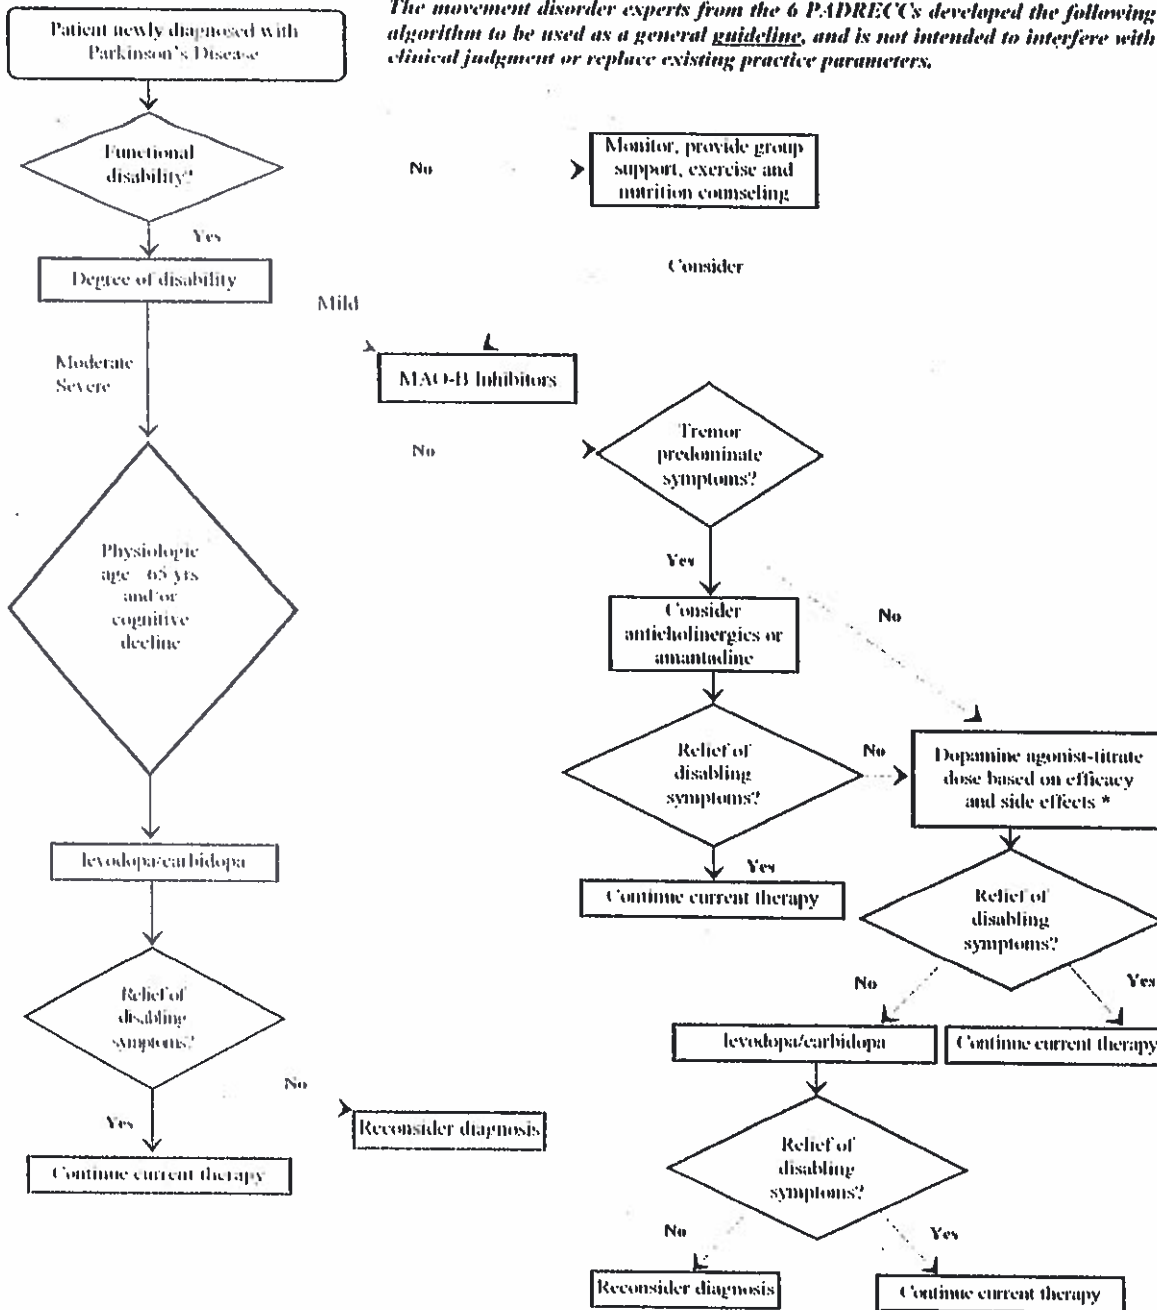 The movement disorder experts from the 6 PADRECCs developed the following
algorithm to be used as a general guideline, and is not intended to interfere with
clinical judgment or replace existing practice parameters.
Patient newly diagnosed with
Parkinson's Disease
Functional
disability?
No
Monitor, provide group
support, exercise and
nutrition counseling
Yes
Degree of disability
Consider
Mild
Moderate
Severe
MAO-B Inhibitors
No
Tremor
predominate
symptoms?
Physiologic
age 65 yrs
and/or
cognitive
decline
Yes
No
Consider
anticholinergics or
amantadine
Relief of
disabling
symptoms?
No
Dopamine agonist-titrate
dose based on efficacy
and side effects *
Yes
Continue current therapy
levodopa/carbidopa
Relief of
disabling
symptoms?
No
Yes
levodopa/carbidopa
Continue current therapy
Relief of
disabling
symptoms?
No
Reconsider diagnosis
Yes
Continue current therapy
Relief of
disabling
symptoms?
No
Yes
Reconsider diagnosis
Continue current therapy